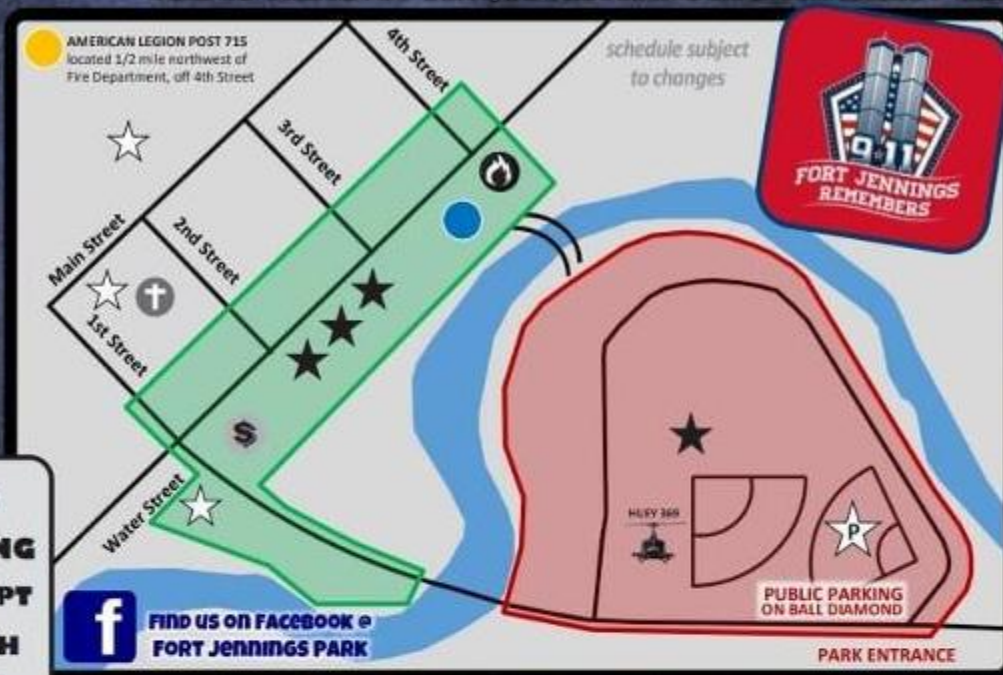 AMERICAN LEGION POST 715
located 1/2 mile northwest of
Fire Department, off 4th Street
4th Street
schedule subject
to changes
9 11
FORT JENNINGS
REMEMBERS
3rd Street
Main Street
2nd Street
1st Street
$
Water Street
HUEY 369
P
PUBLIC PARKING
ON BALL DIAMOND
PARK ENTRANCE
f
FIND US ON FACEBOOK @
FORT JENNINGS PARK
NG
PT
H